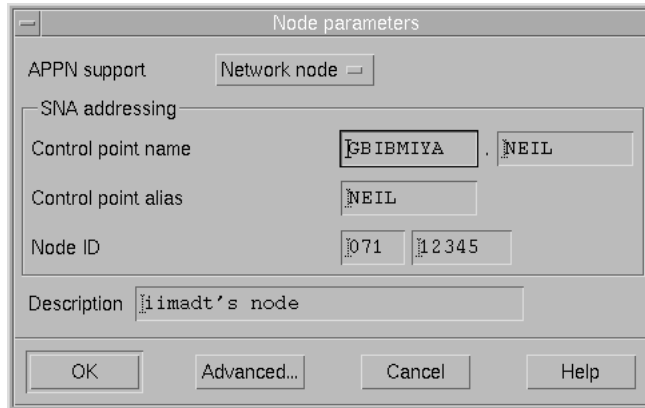 Node parameters
APPN support Network node
SNA addressing
Control point name GBIBMIYA . NEIL
Control point alias NEIL
Node ID 071 12345
Description iimadt's node
OK Advanced... Cancel Help